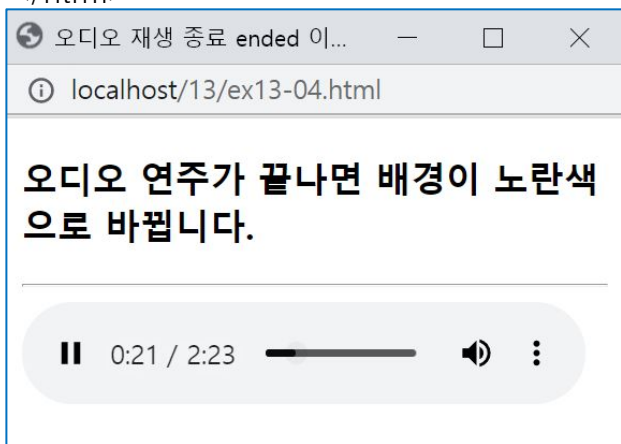 오디오 재생 종료 ended 이...
localhost/13/ex13-04.html
오디오 연주가 끝나면 배경이 노란색
으로 바뀝니다.
0:21 / 2:23